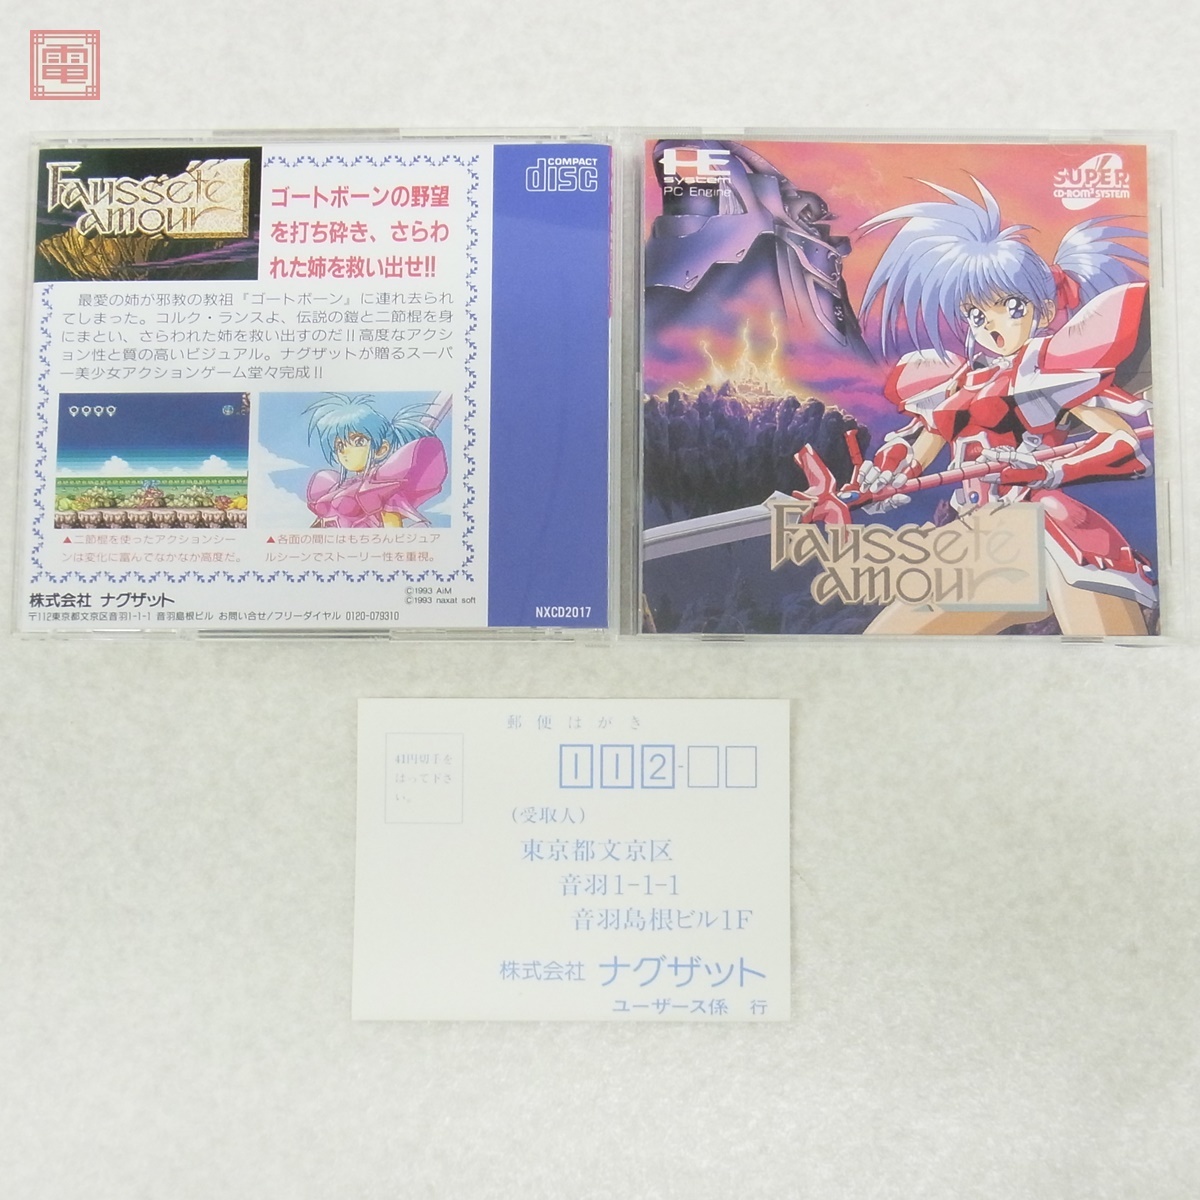 電
Fausseté
amour
COMPACT
disc
ゴートボーンの野望
を打ち砕き、さらわ
れた姉を救い出せ!!
最愛の姉が邪教の教祖『ゴートボーン』に連れ去られ
てしまった。コルク・ランスよ、伝説の鎧と二節棍を身
にまとい、さらわれた姉を救い出すのだ!!高度なアクシ
ョン性と質の高いビジュアル。ナグザットが贈るスーパ
ー美少女アクションゲーム堂々完成!!
▲二節棍を使ったアクションシー
ンは変化に富んでなかなか高度だ。
▲各面の間にはもちろんビジュア
ルシーンでストーリー性を重視。
株式会社 ナグザット
〒112東京都文京区音羽1-1-1 音羽島根ビル お問い合せ/フリーダイヤル 0120-079310
©1993 AIM
©1993 naxat soft
NXCD2017
HE
system
PC Engine
SUPER
CD-ROM² SYSTEM
Fausseté
amour
郵便はがき
41円切手を
はって下さ
い。
112-
(受取人)
東京都文京区
音羽1-1-1
音羽島根ビル1F
株式会社 ナグザット
ユーザース係 行